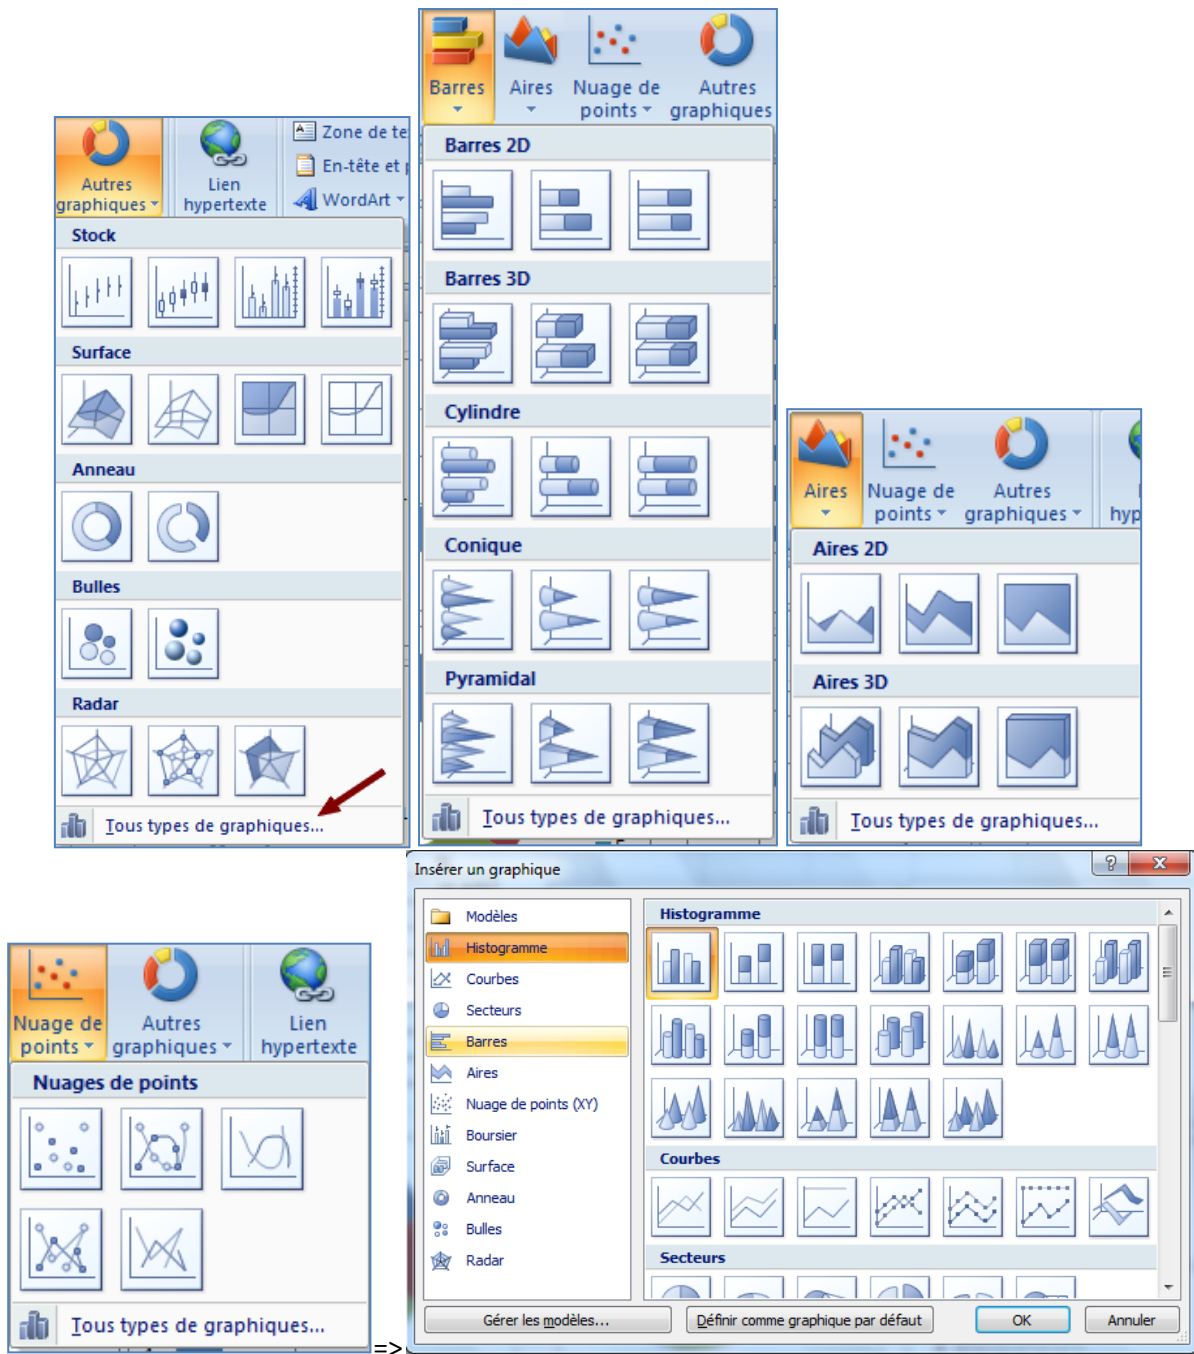 Autres
graphiques
Lien
hypertexte
Zone de te
En-tête et
WordArt
Stock
Surface
Anneau
Bulles
Radar
Tous types de graphiques...
Barres
Aires
Nuage de
points
Autres
graphiques
Barres 2D
Barres 3D
Cylindre
Conique
Pyramidal
Tous types de graphiques...
Aires
Nuage de
points
Autres
graphiques
hyp
Aires 2D
Aires 3D
Tous types de graphiques...
Nuage de
points
Autres
graphiques
Lien
hypertexte
Nuages de points
Tous types de graphiques...
=>
Insérer un graphique
Modèles
Histogramme
Courbes
Secteurs
Barres
Aires
Nuage de points (XY)
Boursier
Surface
Anneau
Bulles
Radar
Histogramme
Courbes
Secteurs
Gérer les modèles...
Définir comme graphique par défaut
OK
Annuler